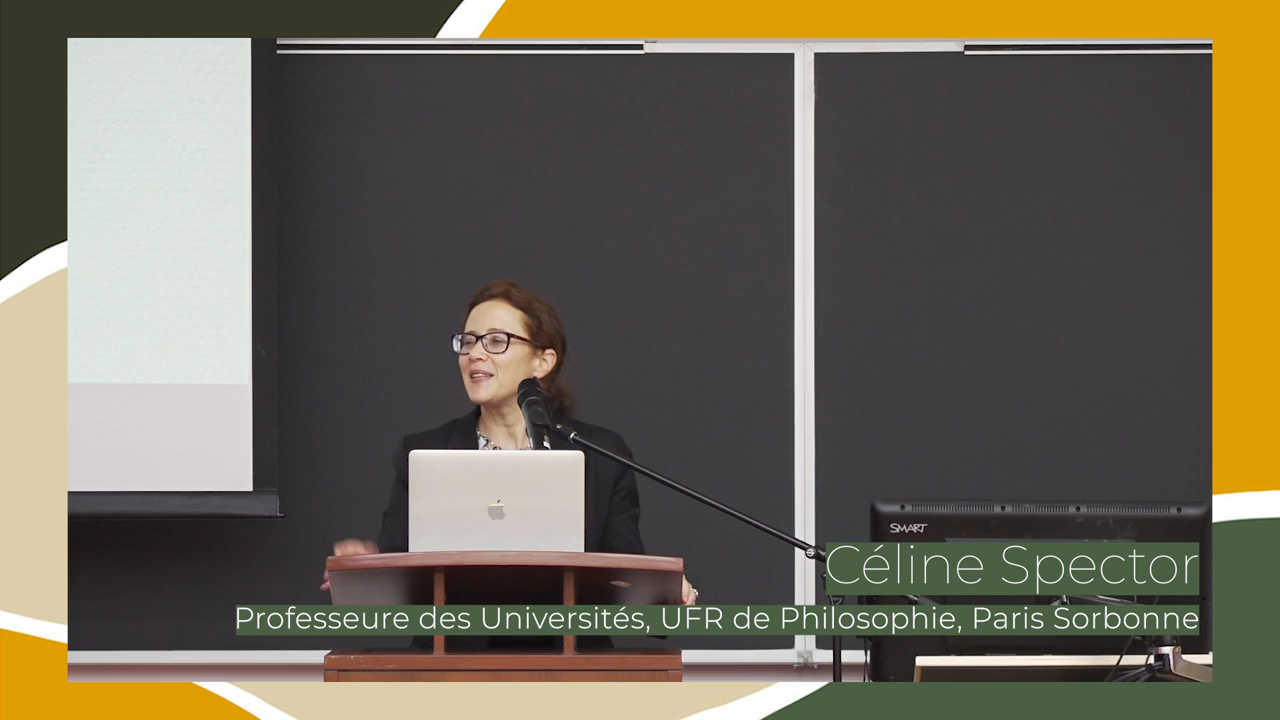 SMART
Céline Spector
Professeure des Universités, UFR de Philosophie, Paris Sorbonne